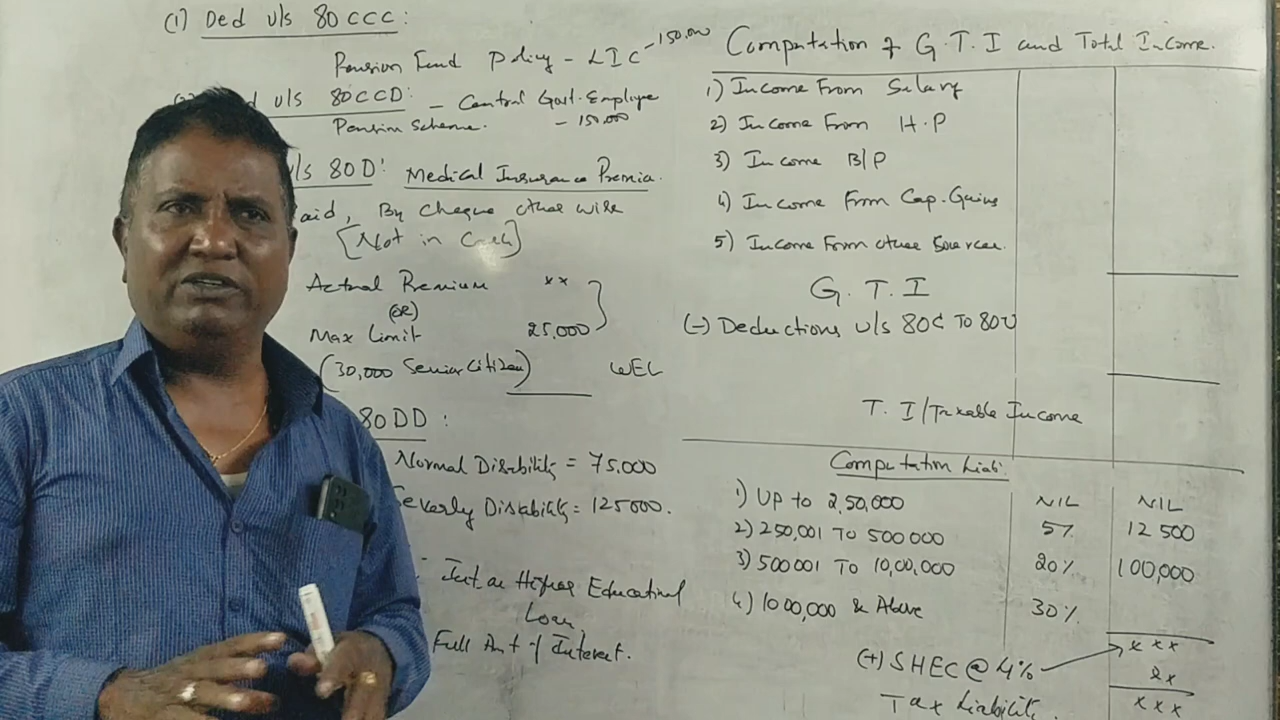 (1) Ded u/s 80CCC:
Pension Fund Policy - LIC -150,000
d u/s 80CCD: - Central Govt. Employee
Pension Scheme. - 150,000
u/s 80D: Medical Insurance Premia.
aid, By Cheque other wise
[Not in Cash]
Actual Premium xx
(OR)
Max Limit 25,000
(30,000 Senior Citizen) WEL
80DD:
Normal Disability = 75,000
Severly Disability = 125000.
: Int. on Higher Educational
Loan
Full Amt of Interest.
Computation of G.T.I and Total Income.
1) Income From Salary
2) Income From H.P
3) Income B/P
4) Income From Cap. Gains
5) Income From other Sources.
G.T.I
(-) Deductions u/s 80C TO 80U
T.I/Taxable Income
Computation Liabi.
1) UP to 2,50,000 NIL NIL
2) 250,001 TO 500000 5% 12500
3) 500001 TO 10,00,000 20% 100,000
4) 1000,000 & Above 30%
xxx
(+) SHEC @ 4% xx
Tax Liability. xxx